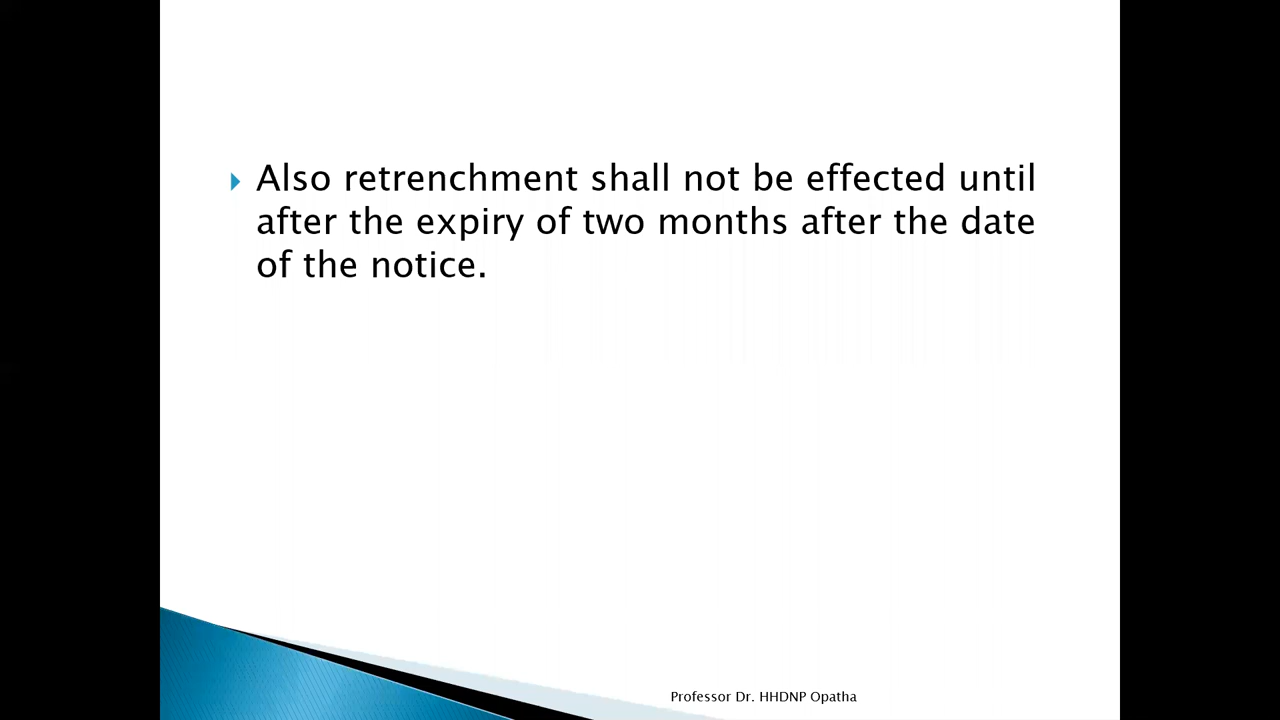 Also retrenchment shall not be effected until
after the expiry of two months after the date
of the notice.
Professor Dr. HHDNP Opatha